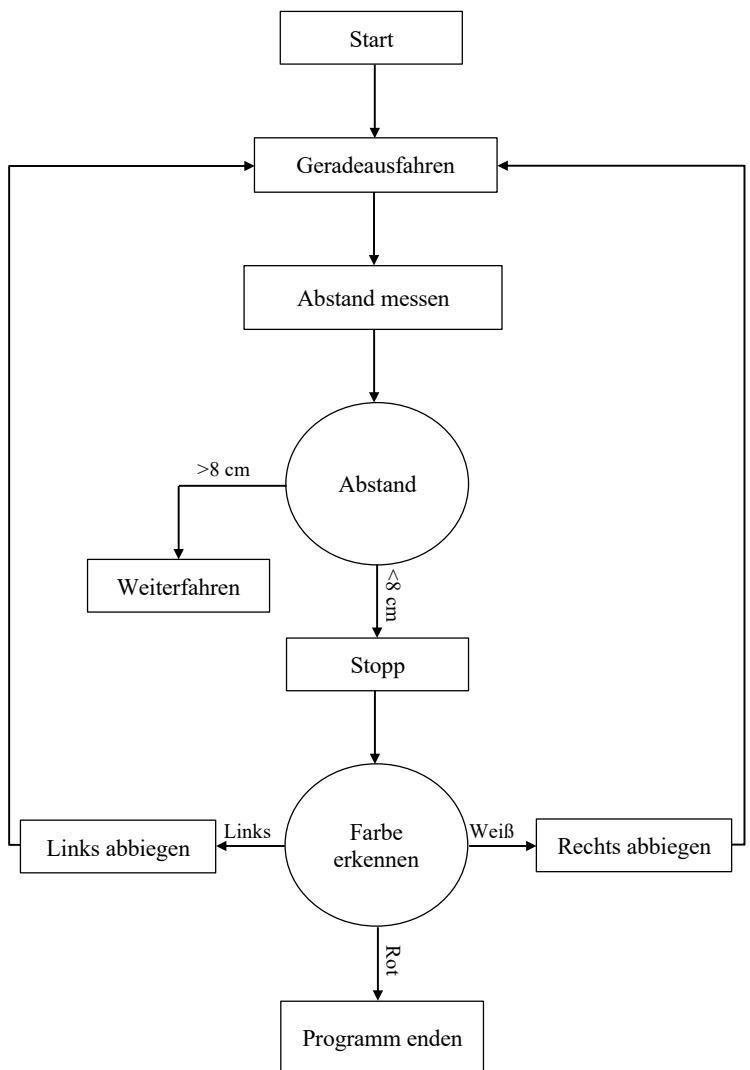 Start
Geradeausfahren
Abstand messen
Abstand
>8 cm
Weiterfahren
<8 cm
Stopp
Farbe
erkennen
Links
Links abbiegen
Weiß
Rechts abbiegen
Rot
Programm enden